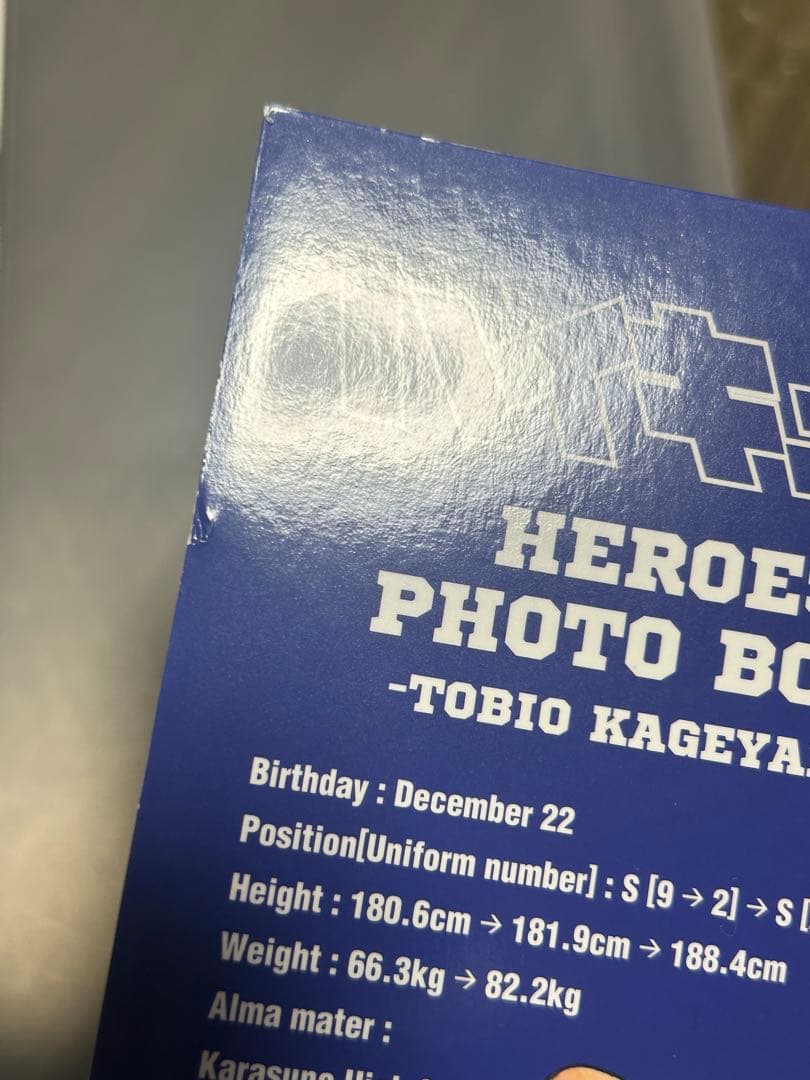 HEROES
PHOTO BO
-TOBIO KAGEYA
Birthday : December 22
Position[Uniform number] : S [9 → 2] → S [
Height : 180.6cm → 181.9cm → 188.4cm
Weight : 66.3kg → 82.2kg
Alma mater :
Karasuno